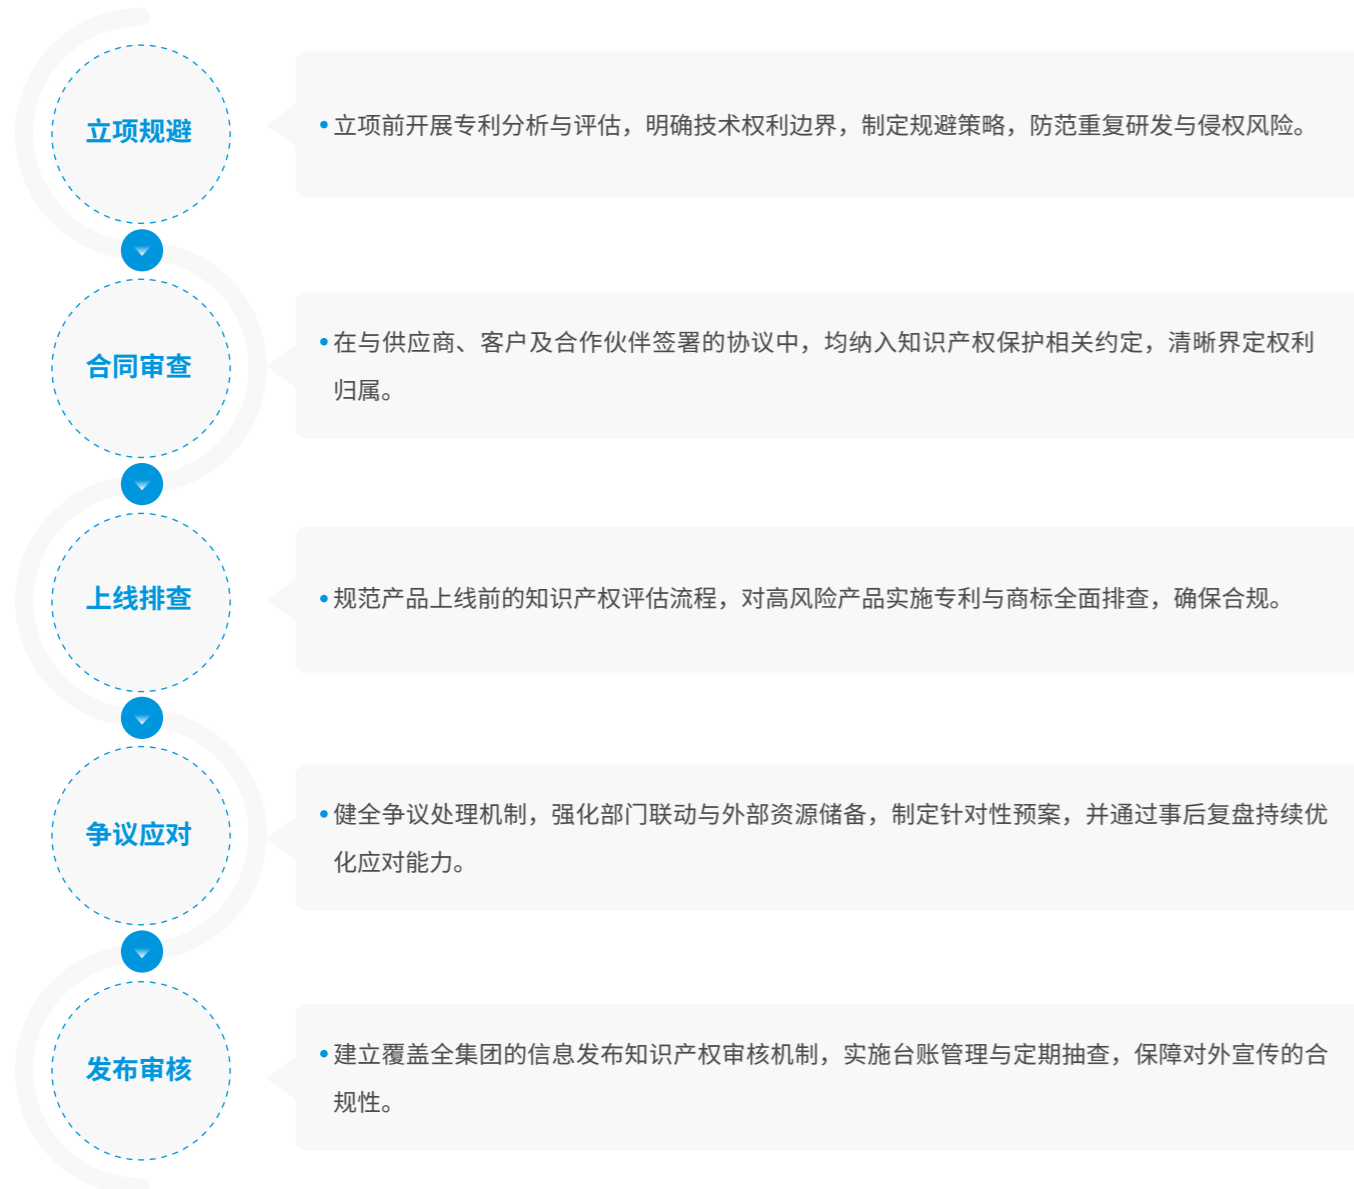 立项规避
• 立项前开展专利分析与评估，明确技术权利边界，制定规避策略，防范重复研发与侵权风险。
合同审查
• 在与供应商、客户及合作伙伴签署的协议中，均纳入知识产权保护相关约定，清晰界定权利
归属。
上线排查
• 规范产品上线前的知识产权评估流程，对高风险产品实施专利与商标全面排查，确保合规。
争议应对
• 健全争议处理机制，强化部门联动与外部资源储备，制定针对性预案，并通过事后复盘持续优
化应对能力。
发布审核
• 建立覆盖全集团的信息发布知识产权审核机制，实施台账管理与定期抽查，保障对外宣传的合
规性。